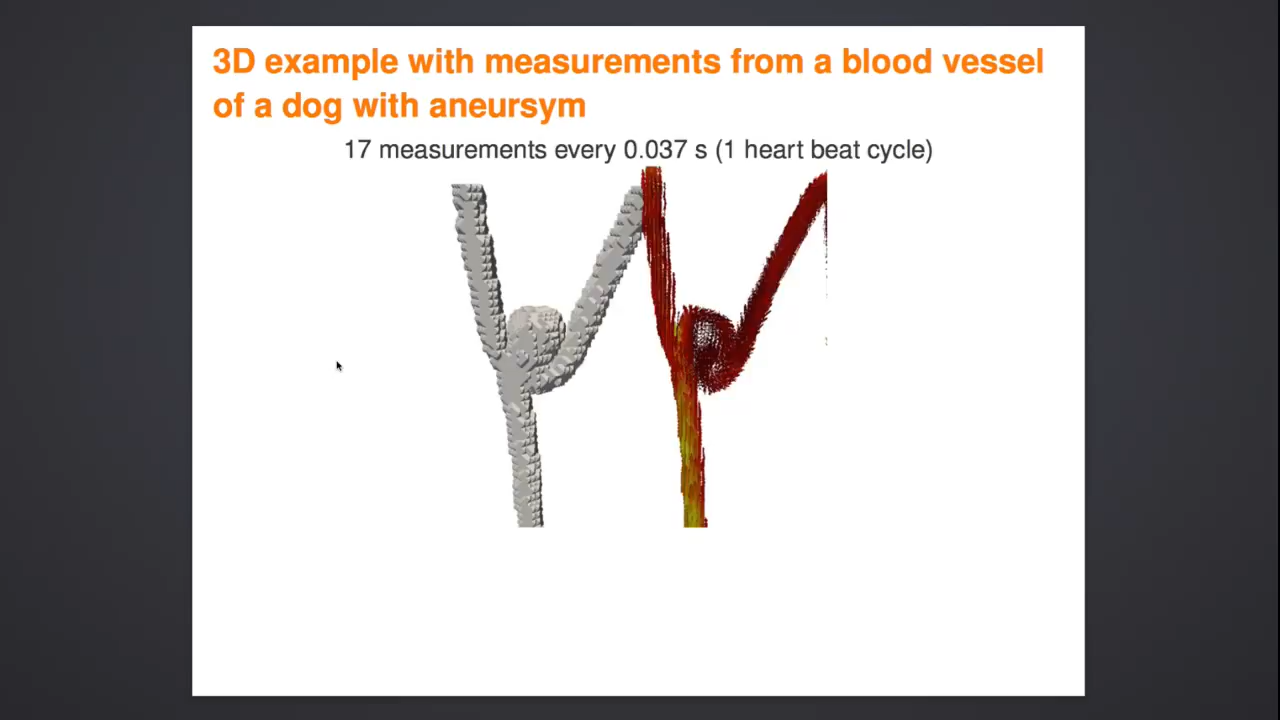 3D example with measurements from a blood vessel
of a dog with aneursym
17 measurements every 0.037 s (1 heart beat cycle)